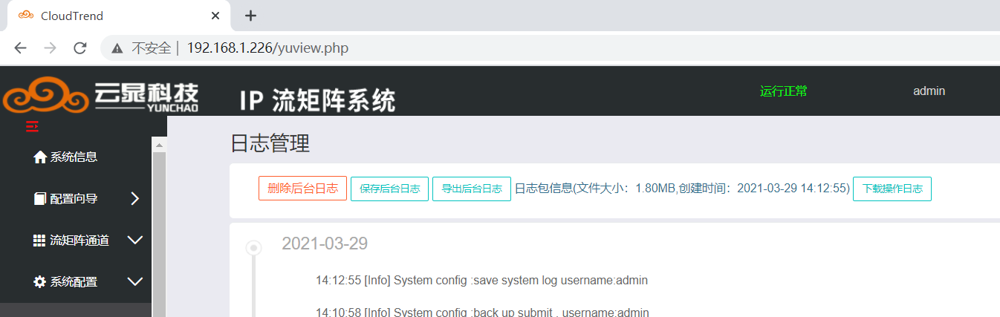 CloudTrend
不安全 | 192.168.1.226/yuview.php
云晁科技
YUNCHAO
IP 流矩阵系统
运行正常
admin
系统信息
配置向导
流矩阵通道
系统配置
日志管理
删除后台日志 保存后台日志 导出后台日志 日志包信息(文件大小：1.80MB,创建时间：2021-03-29 14:12:55) 下载操作日志
2021-03-29
14:12:55 [Info] System config :save system log username:admin
14:10:58 [Info] System config :back up submit . username:admin